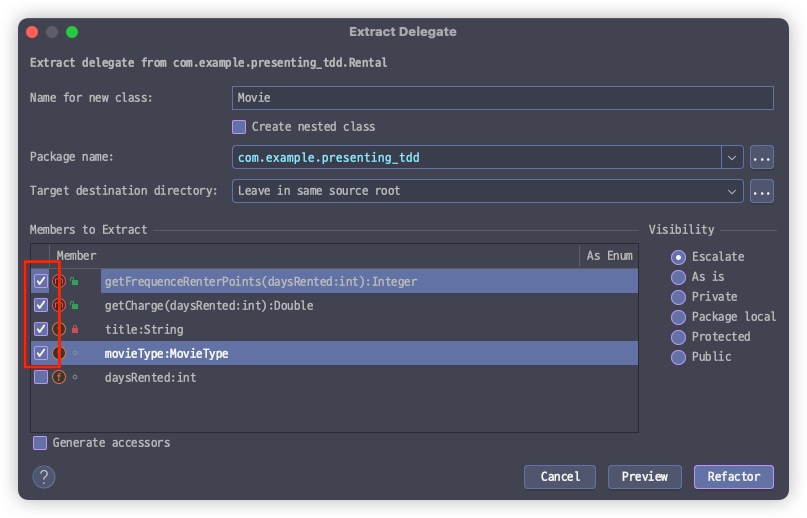 Extract Delegate
Extract delegate from com.example.presenting_tdd.Rental
Name for new class:
Movie
Create nested class
Package name:
com.example.presenting_tdd
...
Target destination directory:
Leave in same source root
...
Members to Extract
Member
As Enum
m
getFrequenceRenterPoints(daysRented:int):Integer
m
getCharge(daysRented:int):Double
title:String
movieType:MovieType
f
daysRented:int
Generate accessors
Visibility
Escalate
As is
Private
Package local
Protected
Public
?
Cancel
Preview
Refactor